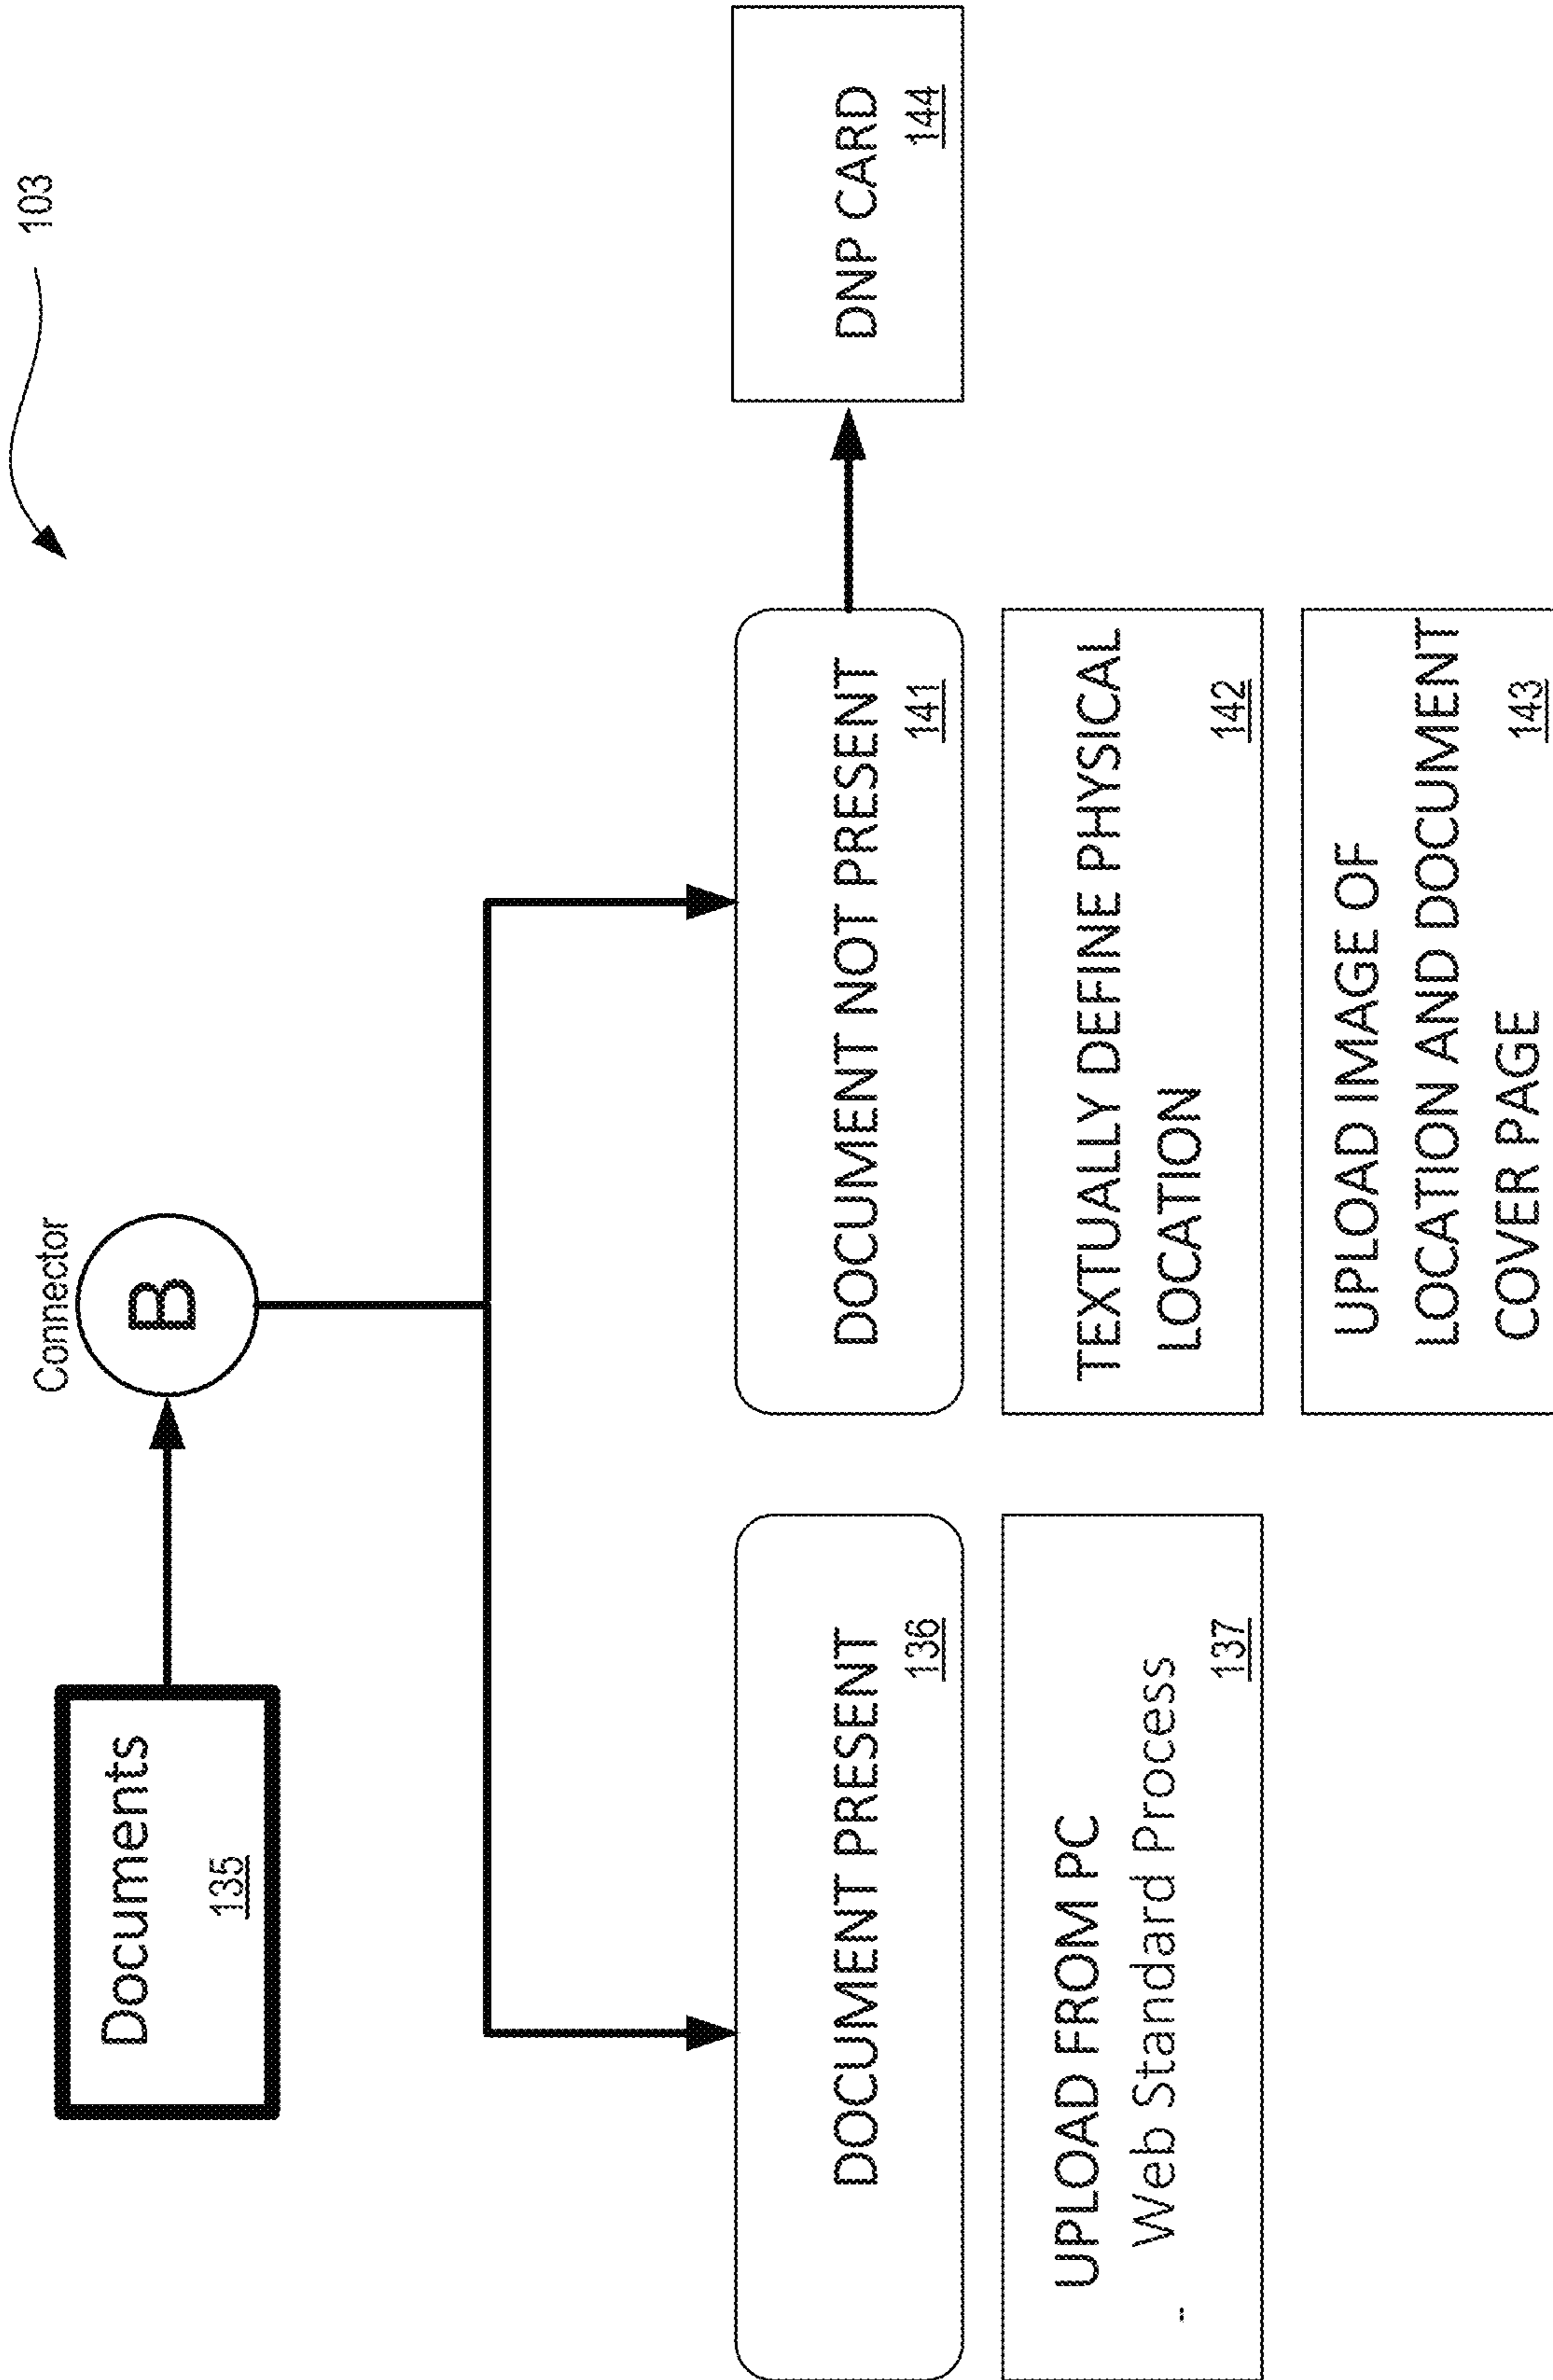 103
Connector
Documents
135
B
DOCUMENT PRESENT
136
UPLOAD FROM PC
- Web Standard Process
137
DOCUMENT NOT PRESENT
141
TEXTUALLY DEFINE PHYSICAL
LOCATION
142
UPLOAD IMAGE OF
LOCATION AND DOCUMENT
COVER PAGE
143
DNP CARD
144